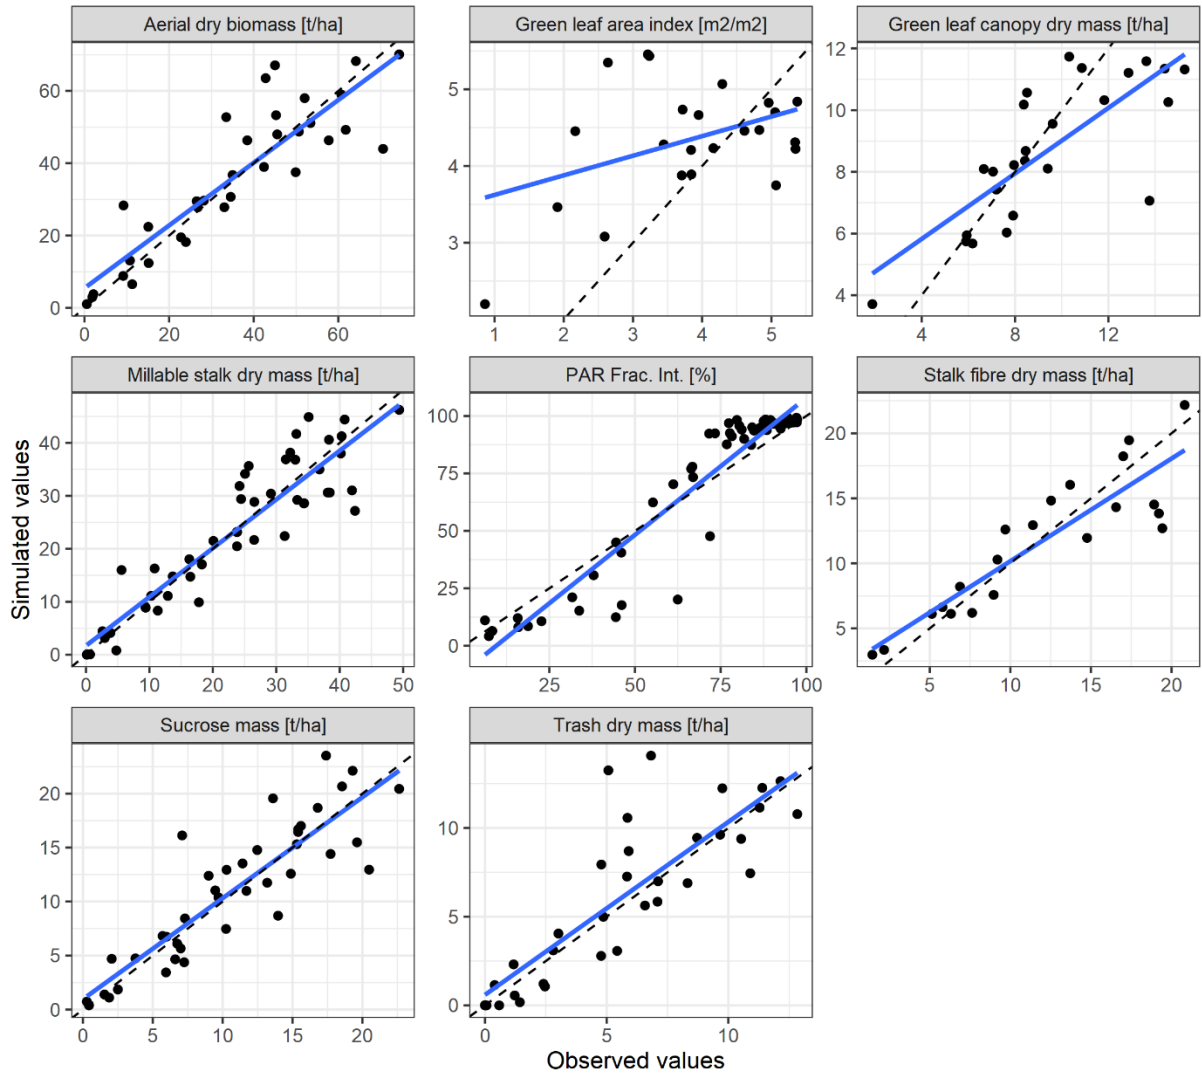 Aerial dry biomass [t/ha]
Green leaf area index [m2/m2]
Green leaf canopy dry mass [t/ha]
60
40
20
0
0 20 40 60
5
4
3
1 2 3 4 5
12
10
8
6
4
4 8 12
Millable stalk dry mass [t/ha]
PAR Frac. Int. [%]
Stalk fibre dry mass [t/ha]
40
30
20
10
0
0 10 20 30 40 50
100
75
50
25
0
25 50 75 100
20
15
10
5
5 10 15 20
Sucrose mass [t/ha]
Trash dry mass [t/ha]
20
15
10
5
0
0 5 10 15 20
10
5
0
0 5 10
Simulated values
Observed values